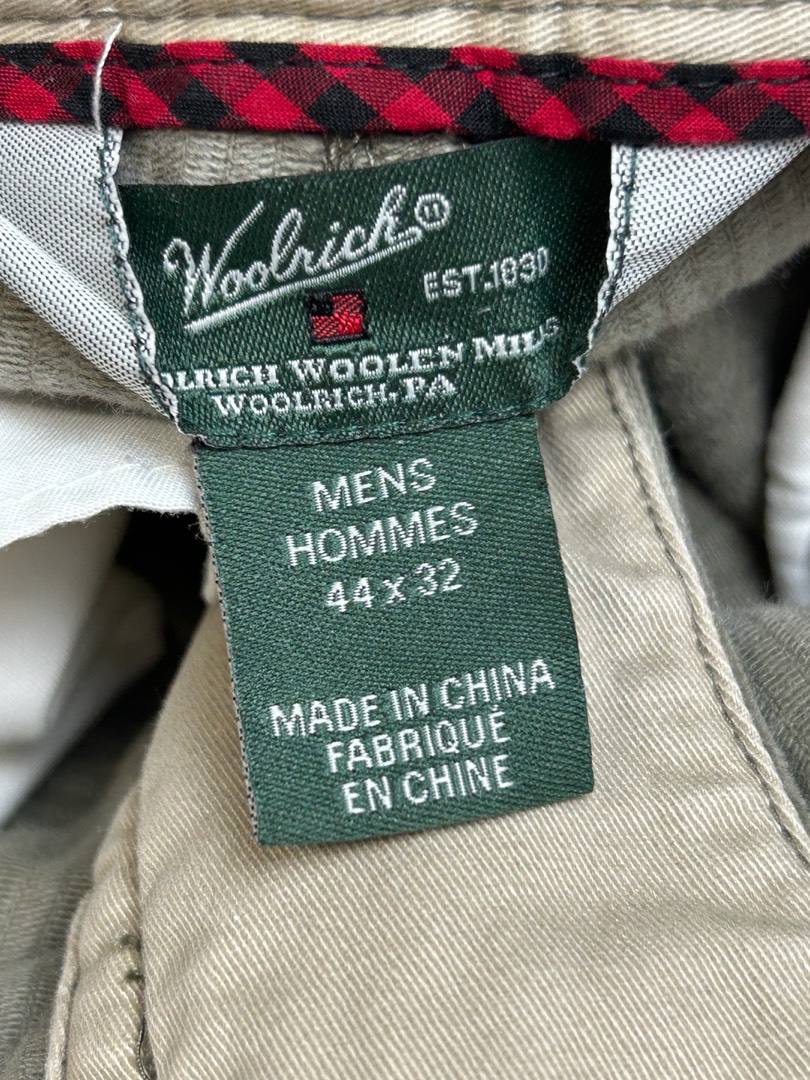 Woolrich
EST. 1830
WOOLEN MILLS
WOOLRICH, PA
MENS
HOMMES
44 x 32
MADE IN CHINA
FABRIQUÉ
EN CHINE